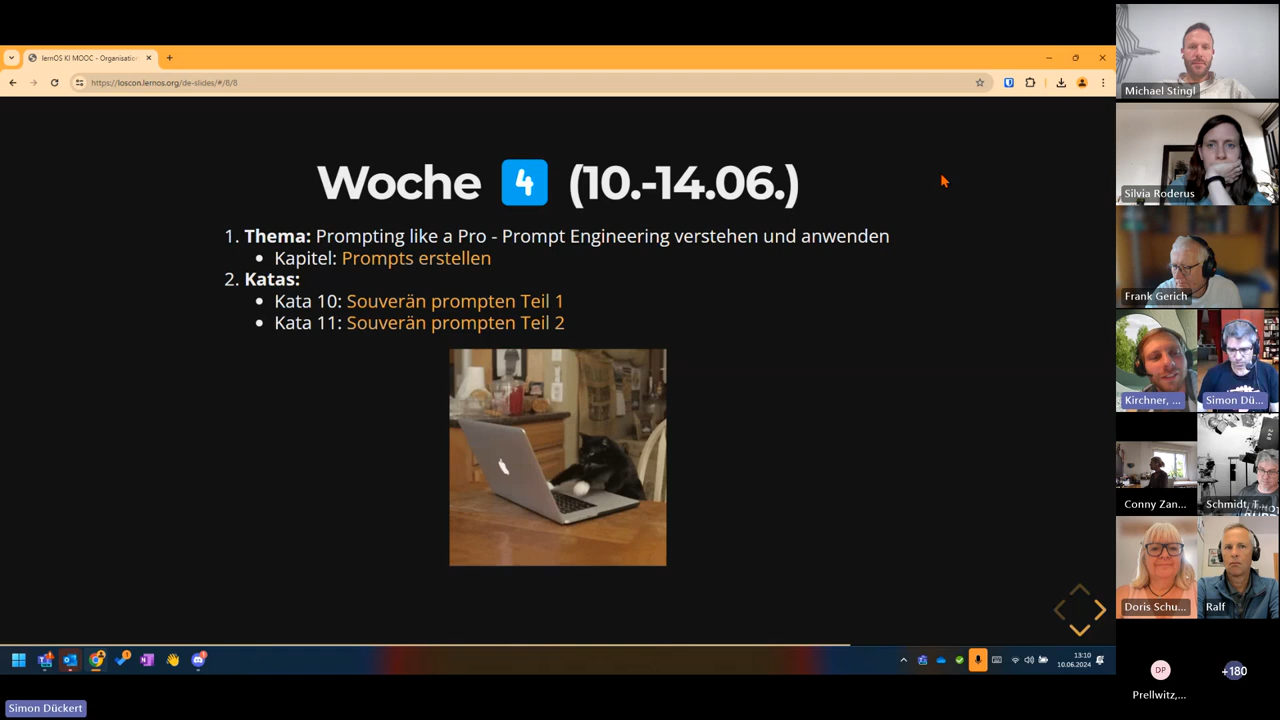 lernOS KI MOOC - Organisatio
https://loscon.lernos.org/de-slides/#/8/8
Woche 4 (10.-14.06.)
1. Thema: Prompting like a Pro - Prompt Engineering verstehen und anwenden
• Kapitel: Prompts erstellen
2. Katas:
• Kata 10: Souverän prompten Teil 1
• Kata 11: Souverän prompten Teil 2
13:10
10.06.2024
Simon Dückert
Michael Stingl
Silvia Roderus
Frank Gerich
Kirchner, ...
Simon Dü...
Conny Zan...
Schmidt, T...
Doris Schu...
Ralf
DP
Prellwitz,...
+180